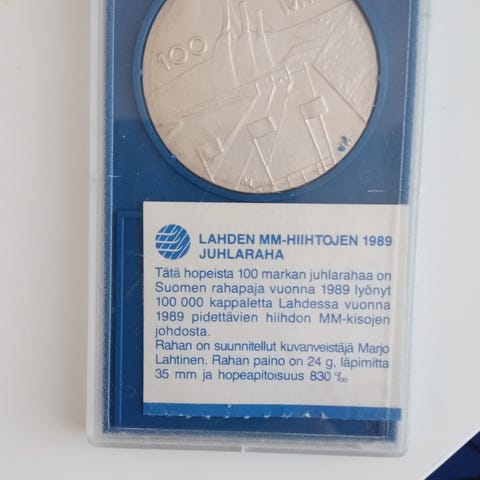 100 M
LAHDEN MM-HIIHTOJEN 1989
JUHLARAHA
Tätä hopeista 100 markan juhlarahaa on
Suomen rahapaja vuonna 1989 lyönyt
100 000 kappaletta Lahdessa vuonna
1989 pidettävien hiihdon MM-kisojen
johdosta.
Rahan on suunnitellut kuvanveistäjä Marjo
Lahtinen. Rahan paino on 24 g, läpimitta
35 mm ja hopeapitoisuus 830 ‰